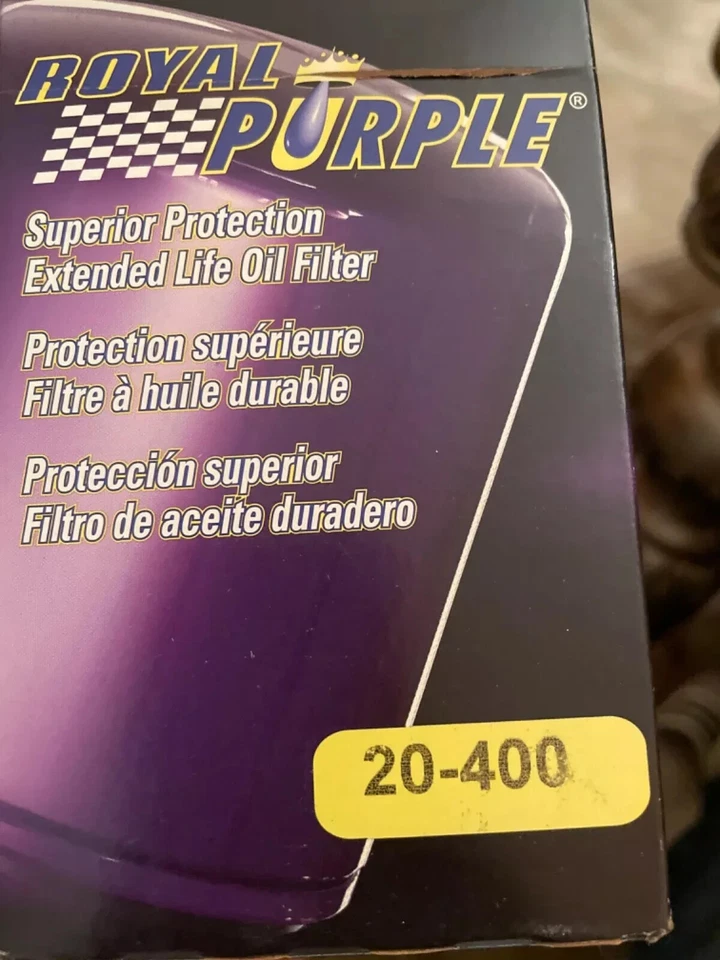 ROYAL
PURPLE®
Superior Protection
Extended Life Oil Filter
Protection supérieure
Filtre à huile durable
Protección superior
Filtro de aceite duradero
20-400